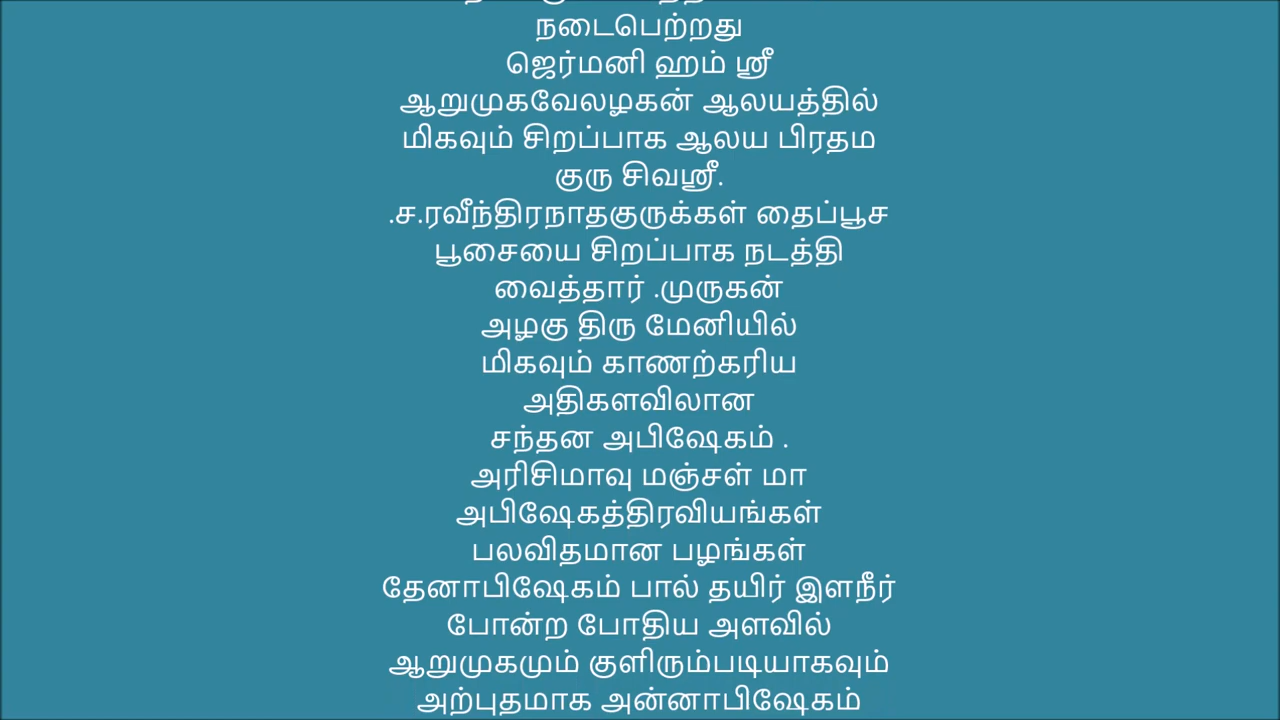 நடைபெற்றது
ஜெர்மனி ஹம் ஸ்ரீ
ஆறுமுகவேலழகன் ஆலயத்தில்
மிகவும் சிறப்பாக ஆலய பிரதம
குரு சிவஸ்ரீ.
.ச.ரவீந்திரநாதகுருக்கள் தைப்பூச
பூசையை சிறப்பாக நடத்தி
வைத்தார் .முருகன்
அழகு திரு மேனியில்
மிகவும் காணற்கரிய
அதிகளவிலான
சந்தன அபிஷேகம் .
அரிசிமாவு மஞ்சள் மா
அபிஷேகத்திரவியங்கள்
பலவிதமான பழங்கள்
தேனாபிஷேகம் பால் தயிர் இளநீர்
போன்ற போதிய அளவில்
ஆறுமுகமும் குளிரும்படியாகவும்
அற்புதமாக அன்னாபிஷேகம்